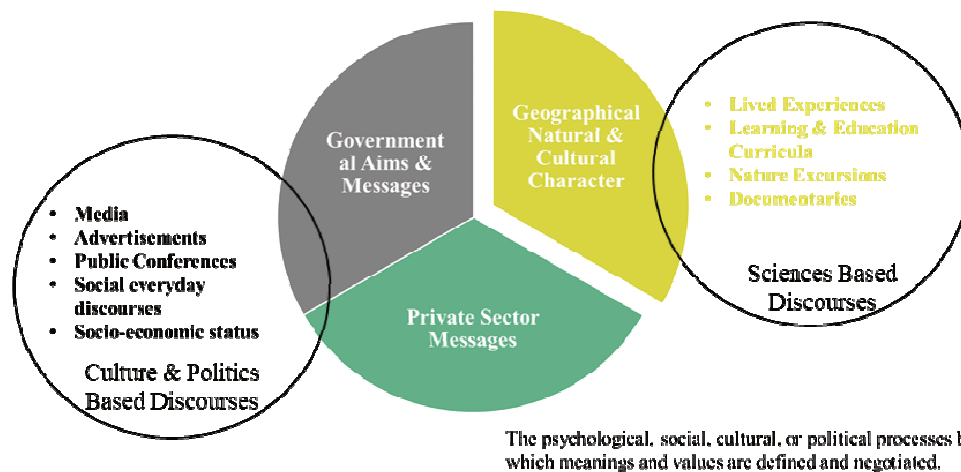 Government
al Aims &
Messages
Geographical
Natural &
Cultural
Character
Private Sector
Messages
• Media
• Advertisements
• Public Conferences
• Social everyday
discourses
• Socio-economic status
Culture & Politics
Based Discourses
• Lived Experiences
• Learning & Education
Curricula
• Nature Excursions
• Documentaries
Sciences Based
Discourses
The psychological, social, cultural, or political processes
which meanings and values are defined and negotiated.